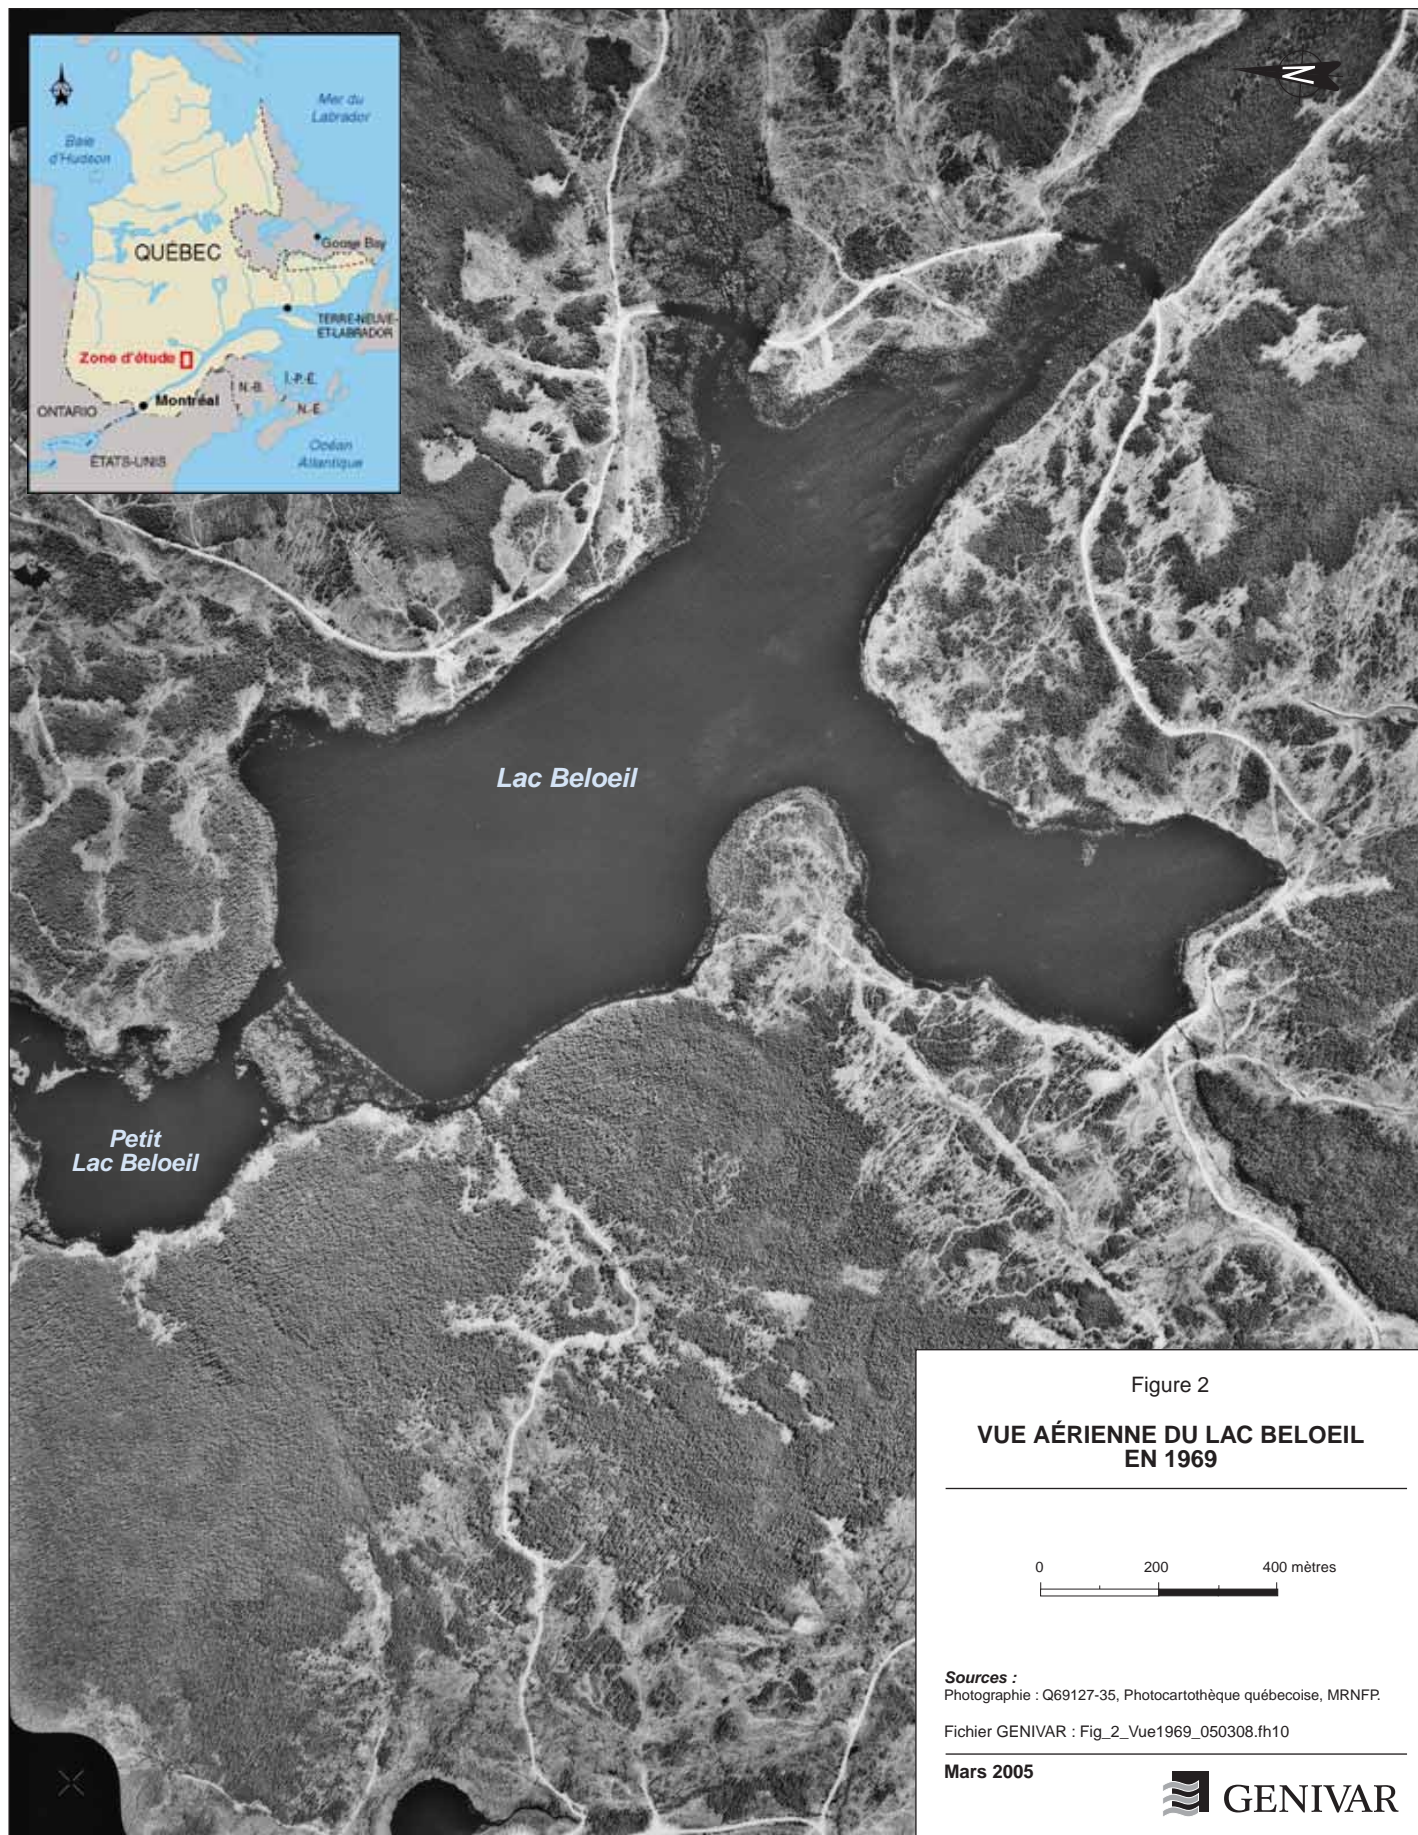 Mer du
Labrador
Baie
d'Hudson
QUÉBEC
Goose Bay
TERRE-NEUVE-
ET-LABRADOR
Zone d'étude
N.-B.
Î.-P.-É.
N.-É.
Montréal
ONTARIO
ÉTATS-UNIS
Océan
Atlantique
N
Lac Beloeil
Petit
Lac Beloeil
Figure 2
VUE AÉRIENNE DU LAC BELOEIL
EN 1969
0 200 400 mètres
Sources :
Photographie : Q69127-35, Photocartothèque québecoise, MRNFP.
Fichier GENIVAR : Fig_2_Vue1969_050308.fh10
Mars 2005
GENIVAR